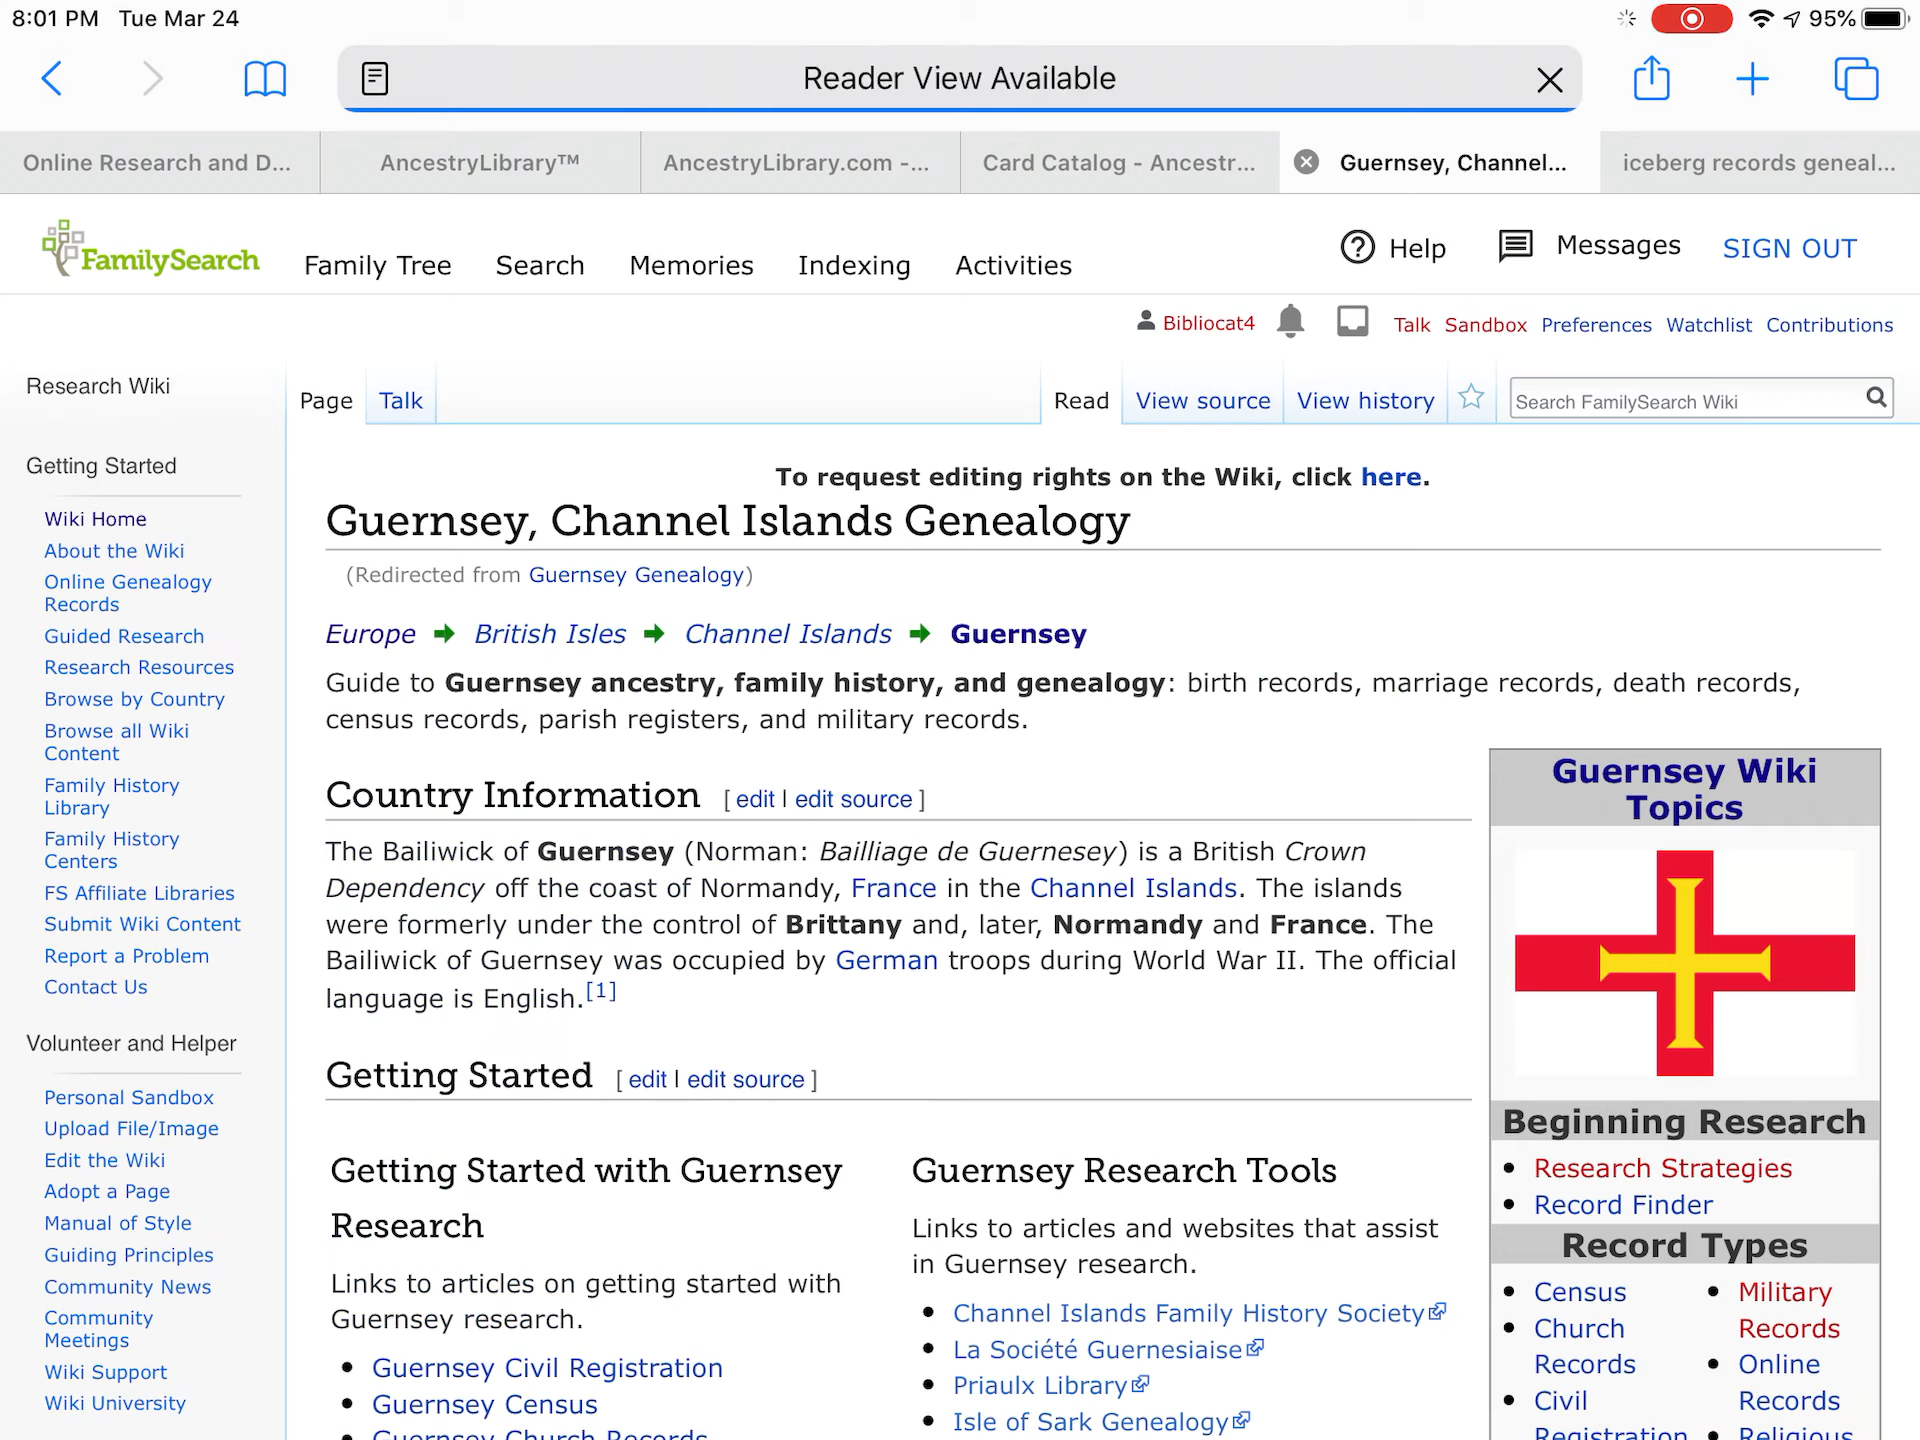 8:01 PM Tue Mar 24
95%
Reader View Available
Online Research and D...
AncestryLibrary™
AncestryLibrary.com -...
Card Catalog - Ancestr...
Guernsey, Channel...
iceberg records geneal...
FamilySearch
Family Tree
Search
Memories
Indexing
Activities
Help
Messages
SIGN OUT
Bibliocat4
Talk
Sandbox
Preferences
Watchlist
Contributions
Research Wiki
Getting Started
Wiki Home
About the Wiki
Online Genealogy
Records
Guided Research
Research Resources
Browse by Country
Browse all Wiki
Content
Family History
Library
Family History
Centers
FS Affiliate Libraries
Submit Wiki Content
Report a Problem
Contact Us
Volunteer and Helper
Personal Sandbox
Upload File/Image
Edit the Wiki
Adopt a Page
Manual of Style
Guiding Principles
Community News
Community
Meetings
Wiki Support
Wiki University
Page
Talk
Read
View source
View history
Search FamilySearch Wiki
To request editing rights on the Wiki, click here.
Guernsey, Channel Islands Genealogy
(Redirected from Guernsey Genealogy)
Europe ➡ British Isles ➡ Channel Islands ➡ Guernsey
Guide to Guernsey ancestry, family history, and genealogy: birth records, marriage records, death records,
census records, parish registers, and military records.
Country Information [ edit | edit source ]
The Bailiwick of Guernsey (Norman: Bailliage de Guernesey) is a British Crown
Dependency off the coast of Normandy, France in the Channel Islands. The islands
were formerly under the control of Brittany and, later, Normandy and France. The
Bailiwick of Guernsey was occupied by German troops during World War II. The official
language is English.[1]
Getting Started [ edit | edit source ]
Getting Started with Guernsey
Research
Links to articles on getting started with
Guernsey research.
• Guernsey Civil Registration
• Guernsey Census
• Guernsey Church Records
Guernsey Research Tools
Links to articles and websites that assist
in Guernsey research.
• Channel Islands Family History Society
• La Société Guernesiaise
• Priaulx Library
• Isle of Sark Genealogy
Guernsey Wiki
Topics
Beginning Research
• Research Strategies
• Record Finder
Record Types
• Census
• Church
Records
• Civil
Registration
• Military
Records
• Online
Records
• Religious